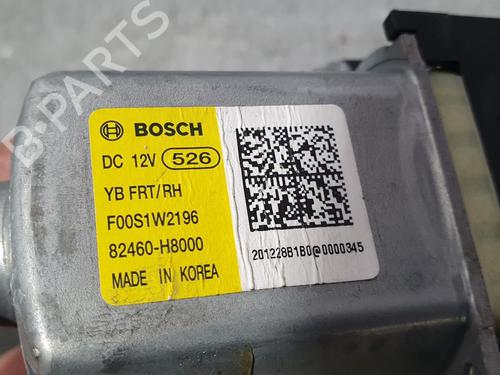 BOSCH
DC 12V 526
YB FRT/RH
F00S1W2196
82460-H8000
MADE IN KOREA
201228B1B0@0000345
B-PARTS